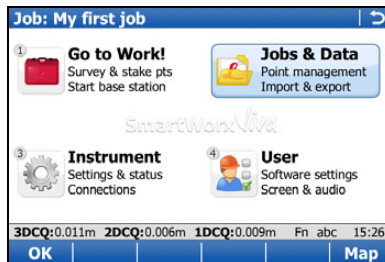 Job: My first job
1
Go to Work!
Survey & stake pts
Start base station
Jobs & Data
Point management
Import & export
SmartWorx Viva
3
Instrument
Settings & status
Connections
4
User
Software settings
Screen & audio
3DCQ:0.011m 2DCQ:0.006m 1DCQ:0.009m Fn abc 15:26
OK Map